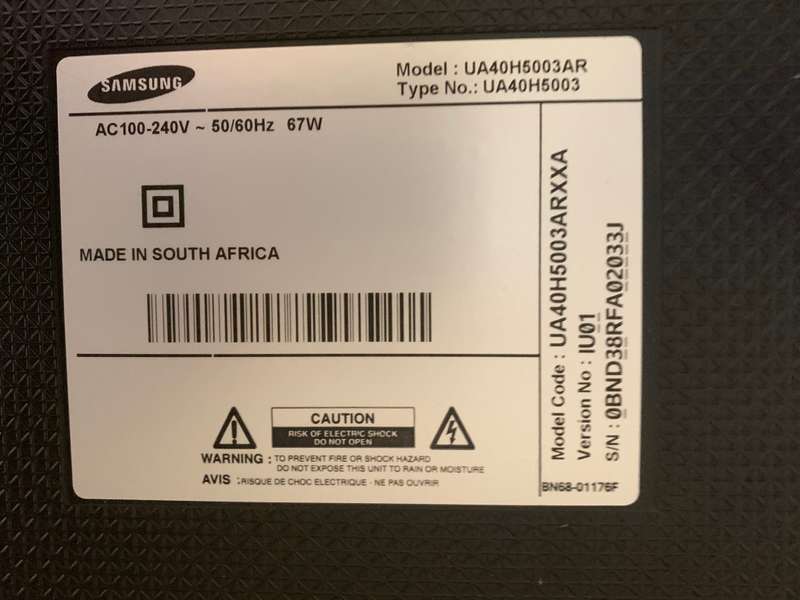 SAMSUNG
Model : UA40H5003AR
Type No.: UA40H5003
AC100-240V ~ 50/60Hz 67W
MADE IN SOUTH AFRICA
CAUTION
RISK OF ELECTRIC SHOCK
DO NOT OPEN
WARNING : TO PREVENT FIRE OR SHOCK HAZARD
DO NOT EXPOSE THIS UNIT TO RAIN OR MOISTURE
AVIS : RISQUE DE CHOC ELECTRIQUE - NE PAS OUVRIR
Model Code : UA40H5003ARXXA
Version No : IU01
S/N : 0BND38RFA02033J
BN68-01176F